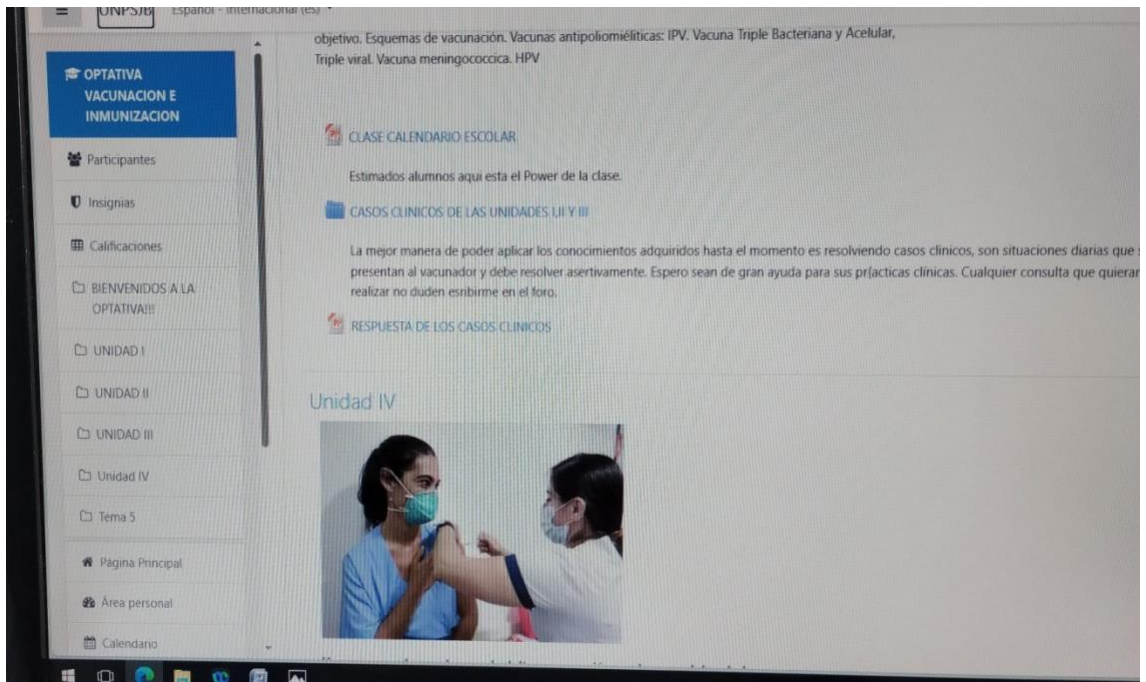 UNPSJB
Español - Internacional (es)
OPTATIVA
VACUNACION E
INMUNIZACION
Participantes
Insignias
Calificaciones
BIENVENIDOS A LA
OPTATIVA!!!
UNIDAD I
UNIDAD II
UNIDAD III
Unidad IV
Tema 5
Página Principal
Área personal
Calendario
objetivo. Esquemas de vacunación. Vacunas antipoliomiéliticas: IPV. Vacuna Triple Bacteriana y Acelular,
Triple viral. Vacuna meningococcica. HPV
CLASE CALENDARIO ESCOLAR
Estimados alumnos aqui esta el Power de la clase.
CASOS CLINICOS DE LAS UNIDADES I,II Y III
La mejor manera de poder aplicar los conocimientos adquiridos hasta el momento es resolviendo casos clinicos, son situaciones diarias que
presentan al vacunador y debe resolver asertivamente. Espero sean de gran ayuda para sus pr{acticas clínicas. Cualquier consulta que quieran
realizar no duden esribirme en el foro.
RESPUESTA DE LOS CASOS CLINICOS
Unidad IV